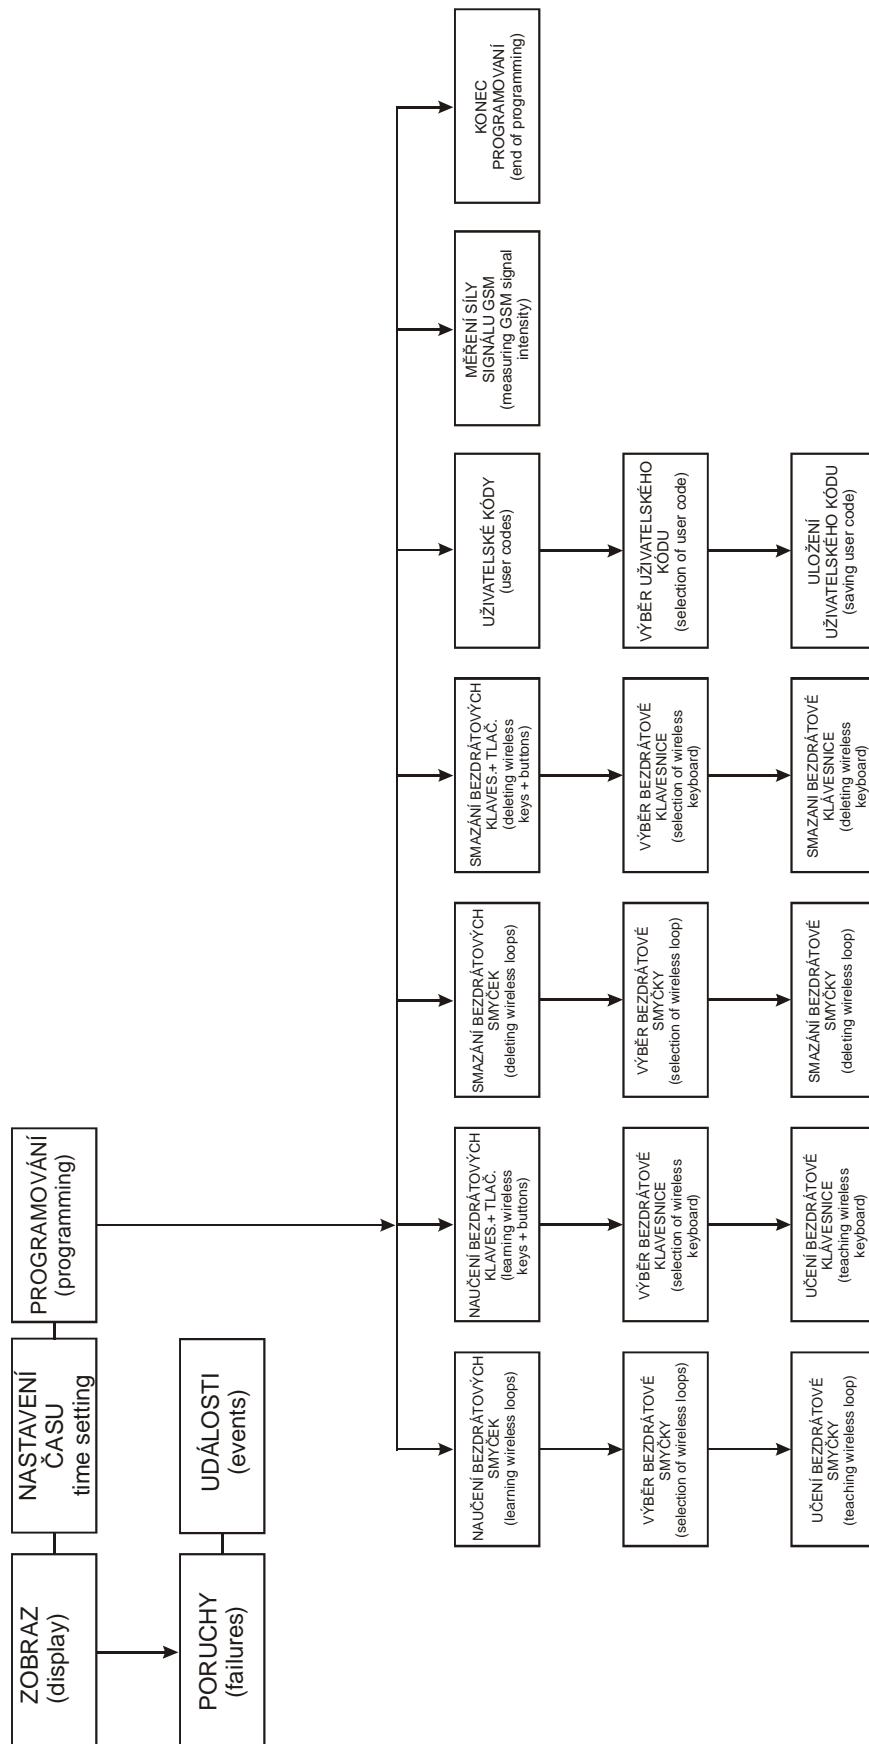 ZOBRAZ
(display)
NASTAVENÍ
ČASU
time setting
PROGRAMOVÁNÍ
(programming)
PORUCHY
(failures)
UDÁLOSTI
(events)
NAUČENÍ BEZDRÁTOVÝCH
SMYČEK
(learning wireless loops)
NAUČENÍ BEZDRÁTOVÝCH
KLAVES.+ TLAČ.
(learning wireless
keys + buttons)
SMAZÁNÍ BEZDRÁTOVÝCH
SMYČEK
(deleting wireless loops)
SMAZÁNÍ BEZDRÁTOVÝCH
KLAVES.+ TLAČ.
(deleting wireless
keys + buttons)
UŽIVATELSKÉ KÓDY
(user codes)
MĚŘENÍ SÍLY
SIGNÁLU GSM
(measuring GSM signal
intensity)
KONEC
PROGRAMOVANÍ
(end of programming)
VÝBĚR BEZDRÁTOVÉ
SMYČKY
(selection of wireless loops)
VÝBĚR BEZDRÁTOVÉ
KLAVESNICE
(selection of wireless
keyboard)
VÝBĚR BEZDRÁTOVÉ
SMYČKY
(selection of wireless loop)
VÝBĚR BEZDRÁTOVÉ
KLAVESNICE
(selection of wireless
keyboard)
VÝBĚR UŽIVATELSKÉHO
KÓDU
(selection of user code)
UČENÍ BEZDRÁTOVÉ
SMYČKY
(teaching wireless loop)
UČENÍ BEZDRÁTOVÉ
KLÁVESNICE
(teaching wireless
keyboard)
SMAZÁNÍ BEZDRÁTOVÉ
SMYČKY
(deleting wireless loop)
SMAZANI BEZDRÁTOVÉ
KLÁVESNICE
(deleting wireless
keyboard)
ULOŽENÍ
UŽIVATELSKÉHO KÓDU
(saving user code)